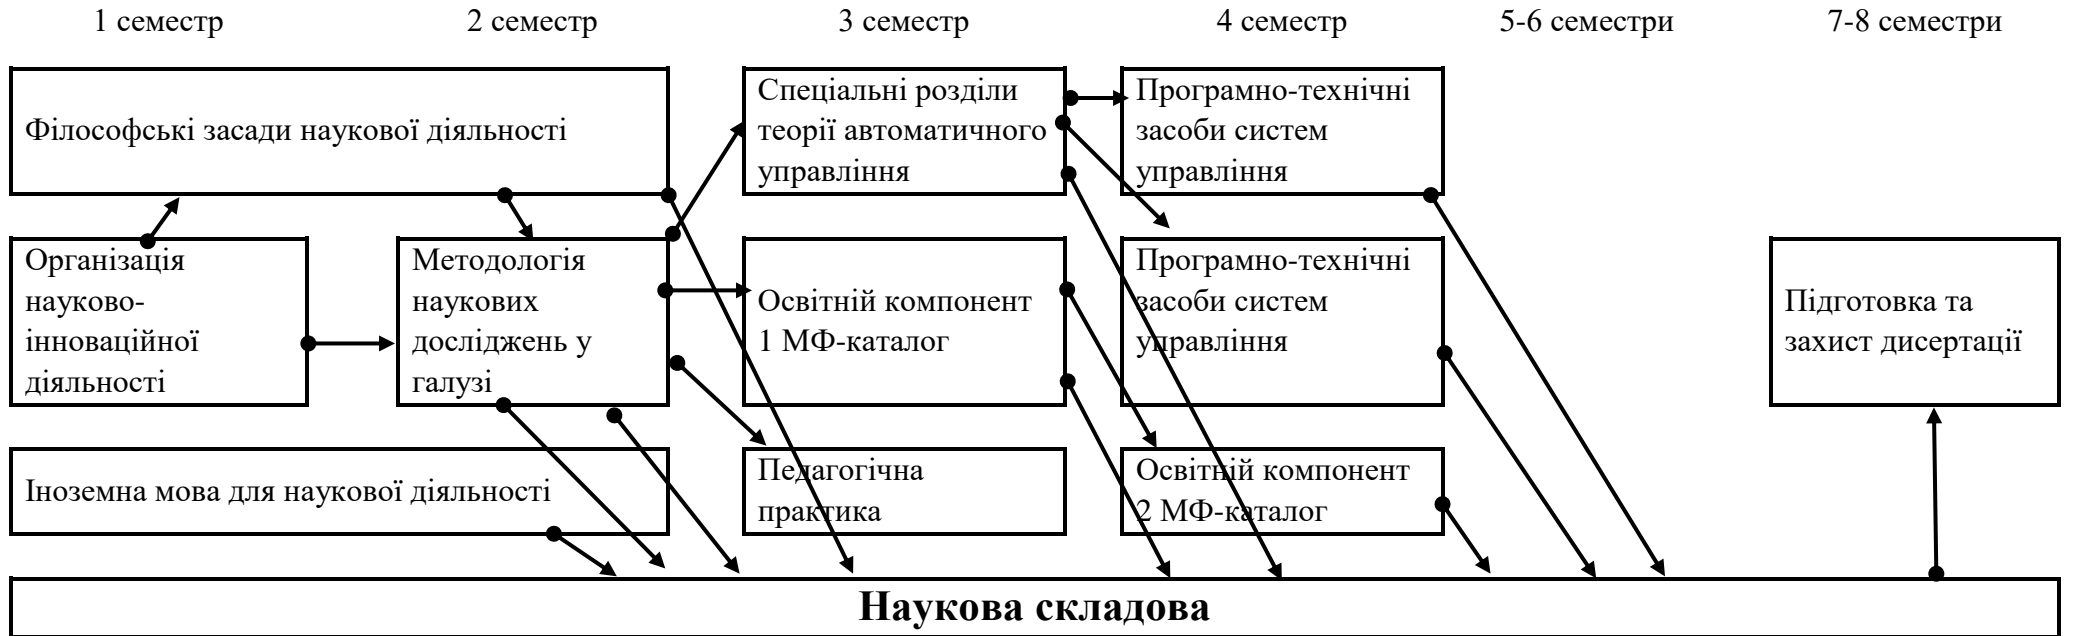 1 семестр
2 семестр
3 семестр
4 семестр
5-6 семестри
7-8 семестри
Філософські засади наукової діяльності
Спеціальні розділи
теорії автоматичного
управління
Програмно-технічні
засоби систем
управління
Організація
науково-
інноваційної
діяльності
Методологія
наукових
досліджень у
галузі
Освітній компонент
1 МФ-каталог
Програмно-технічні
засоби систем
управління
Підготовка та
захист дисертації
Іноземна мова для наукової діяльності
Педагогічна
практика
Освітній компонент
2 МФ-каталог
Наукова складова